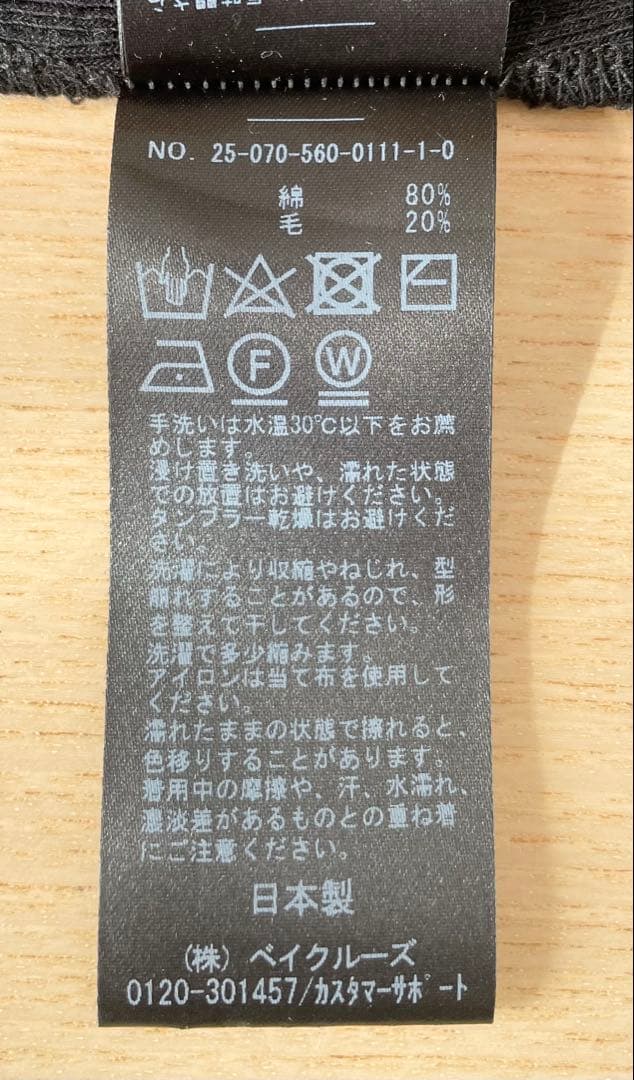 の
NO. 25-070-560-0111-1-0
綿 80%
毛 20%
F W
手洗いは水温30℃以下をお薦
めします。
浸け置き洗いや、濡れた状態
での放置はお避けください。
タンブラー乾燥はお避けくだ
さい。
洗濯により収縮やねじれ、型
崩れすることがあるので、形
を整えて干してください。
洗濯で多少縮みます。
アイロンは当て布を使用して
ください。
濡れたままの状態で擦れると、
色移りすることがあります。
着用中の摩擦や、汗、水濡れ、
濃淡差があるものとの重ね着
にご注意ください。
日本製
(株) ベイクルーズ
0120-301457/カスタマーサポート